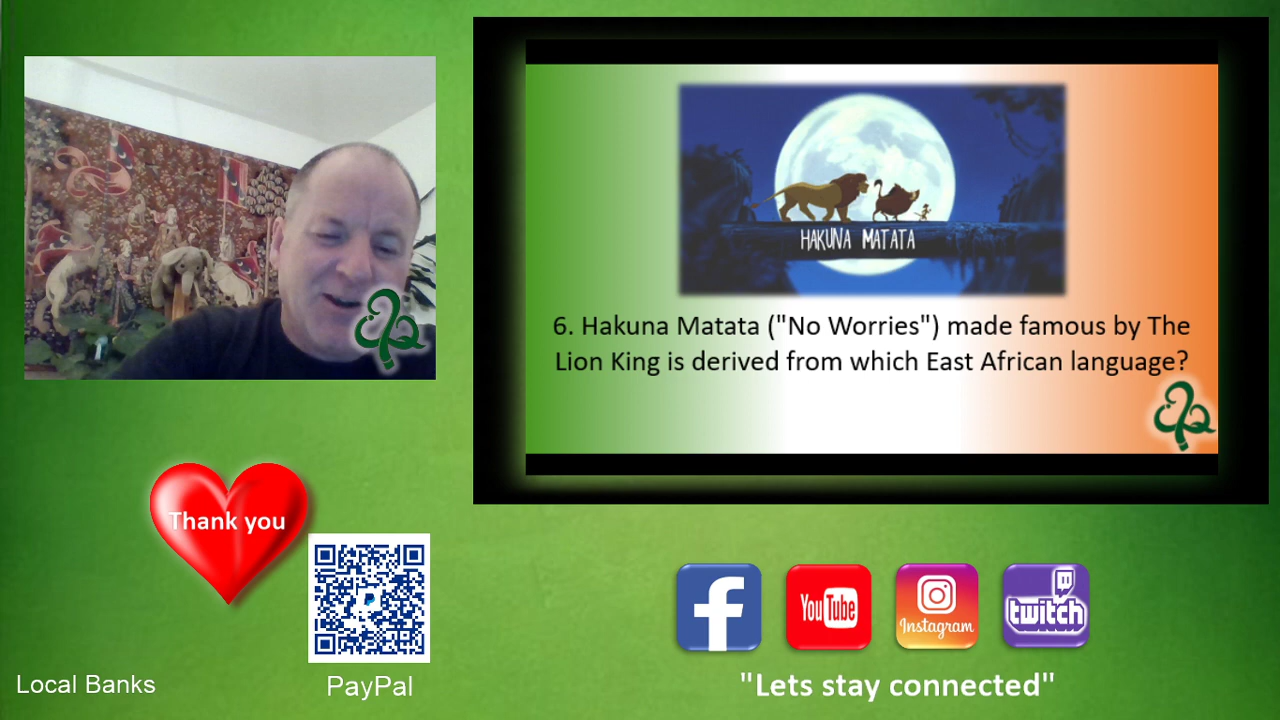 HAKUNA MATATA
6. Hakuna Matata ("No Worries") made famous by The
Lion King is derived from which East African language?
Thank you
Local Banks
PayPal
f
YouTube
Instagram
twitch
"Lets stay connected"